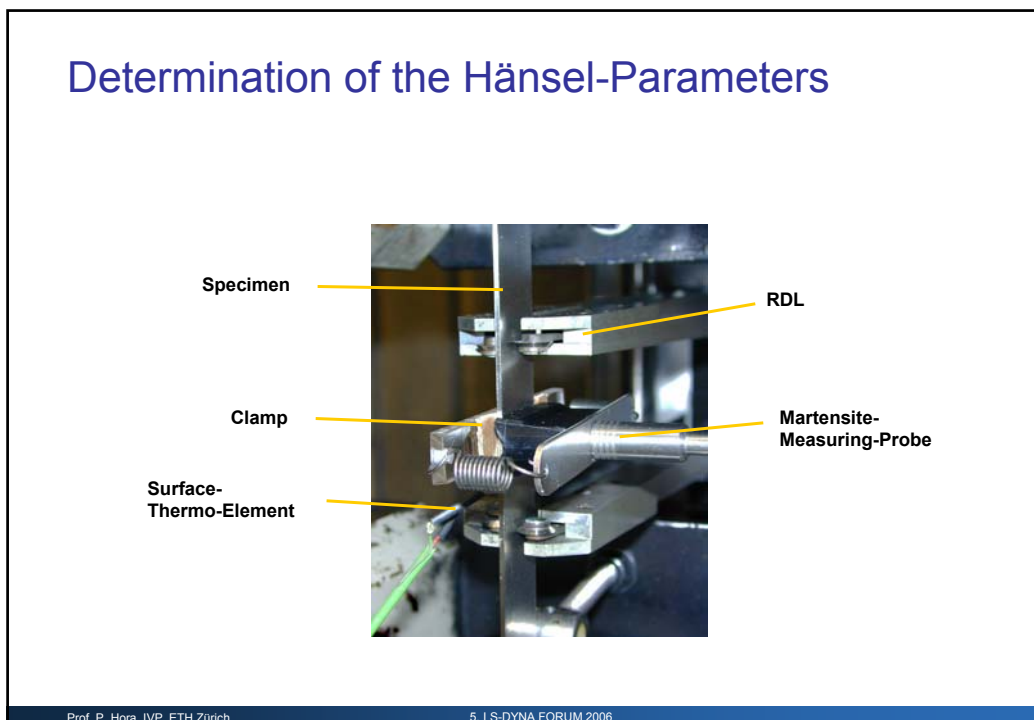 Determination of the Hänsel-Parameters
Specimen
RDL
Clamp
Martensite-
Measuring-Probe
Surface-
Thermo-Element
Prof. P. Hora, IVP, ETH Zürich
5. LS-DYNA FORUM 2006